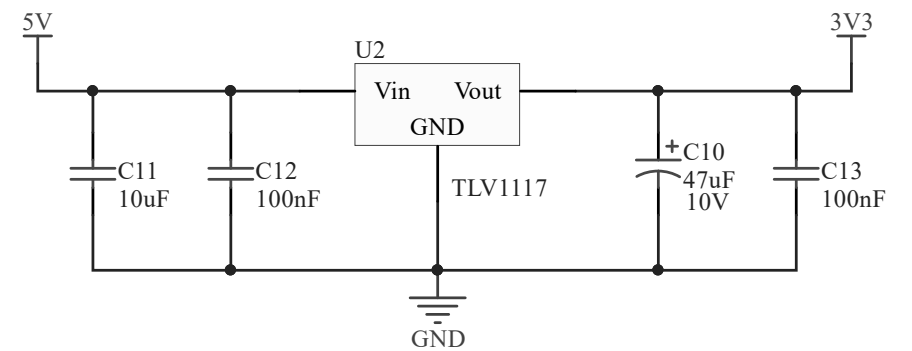 5V
3V3
U2
Vin
Vout
GND
C11
10uF
C12
100nF
TLV1117
+
C10
47uF
10V
C13
100nF
GND